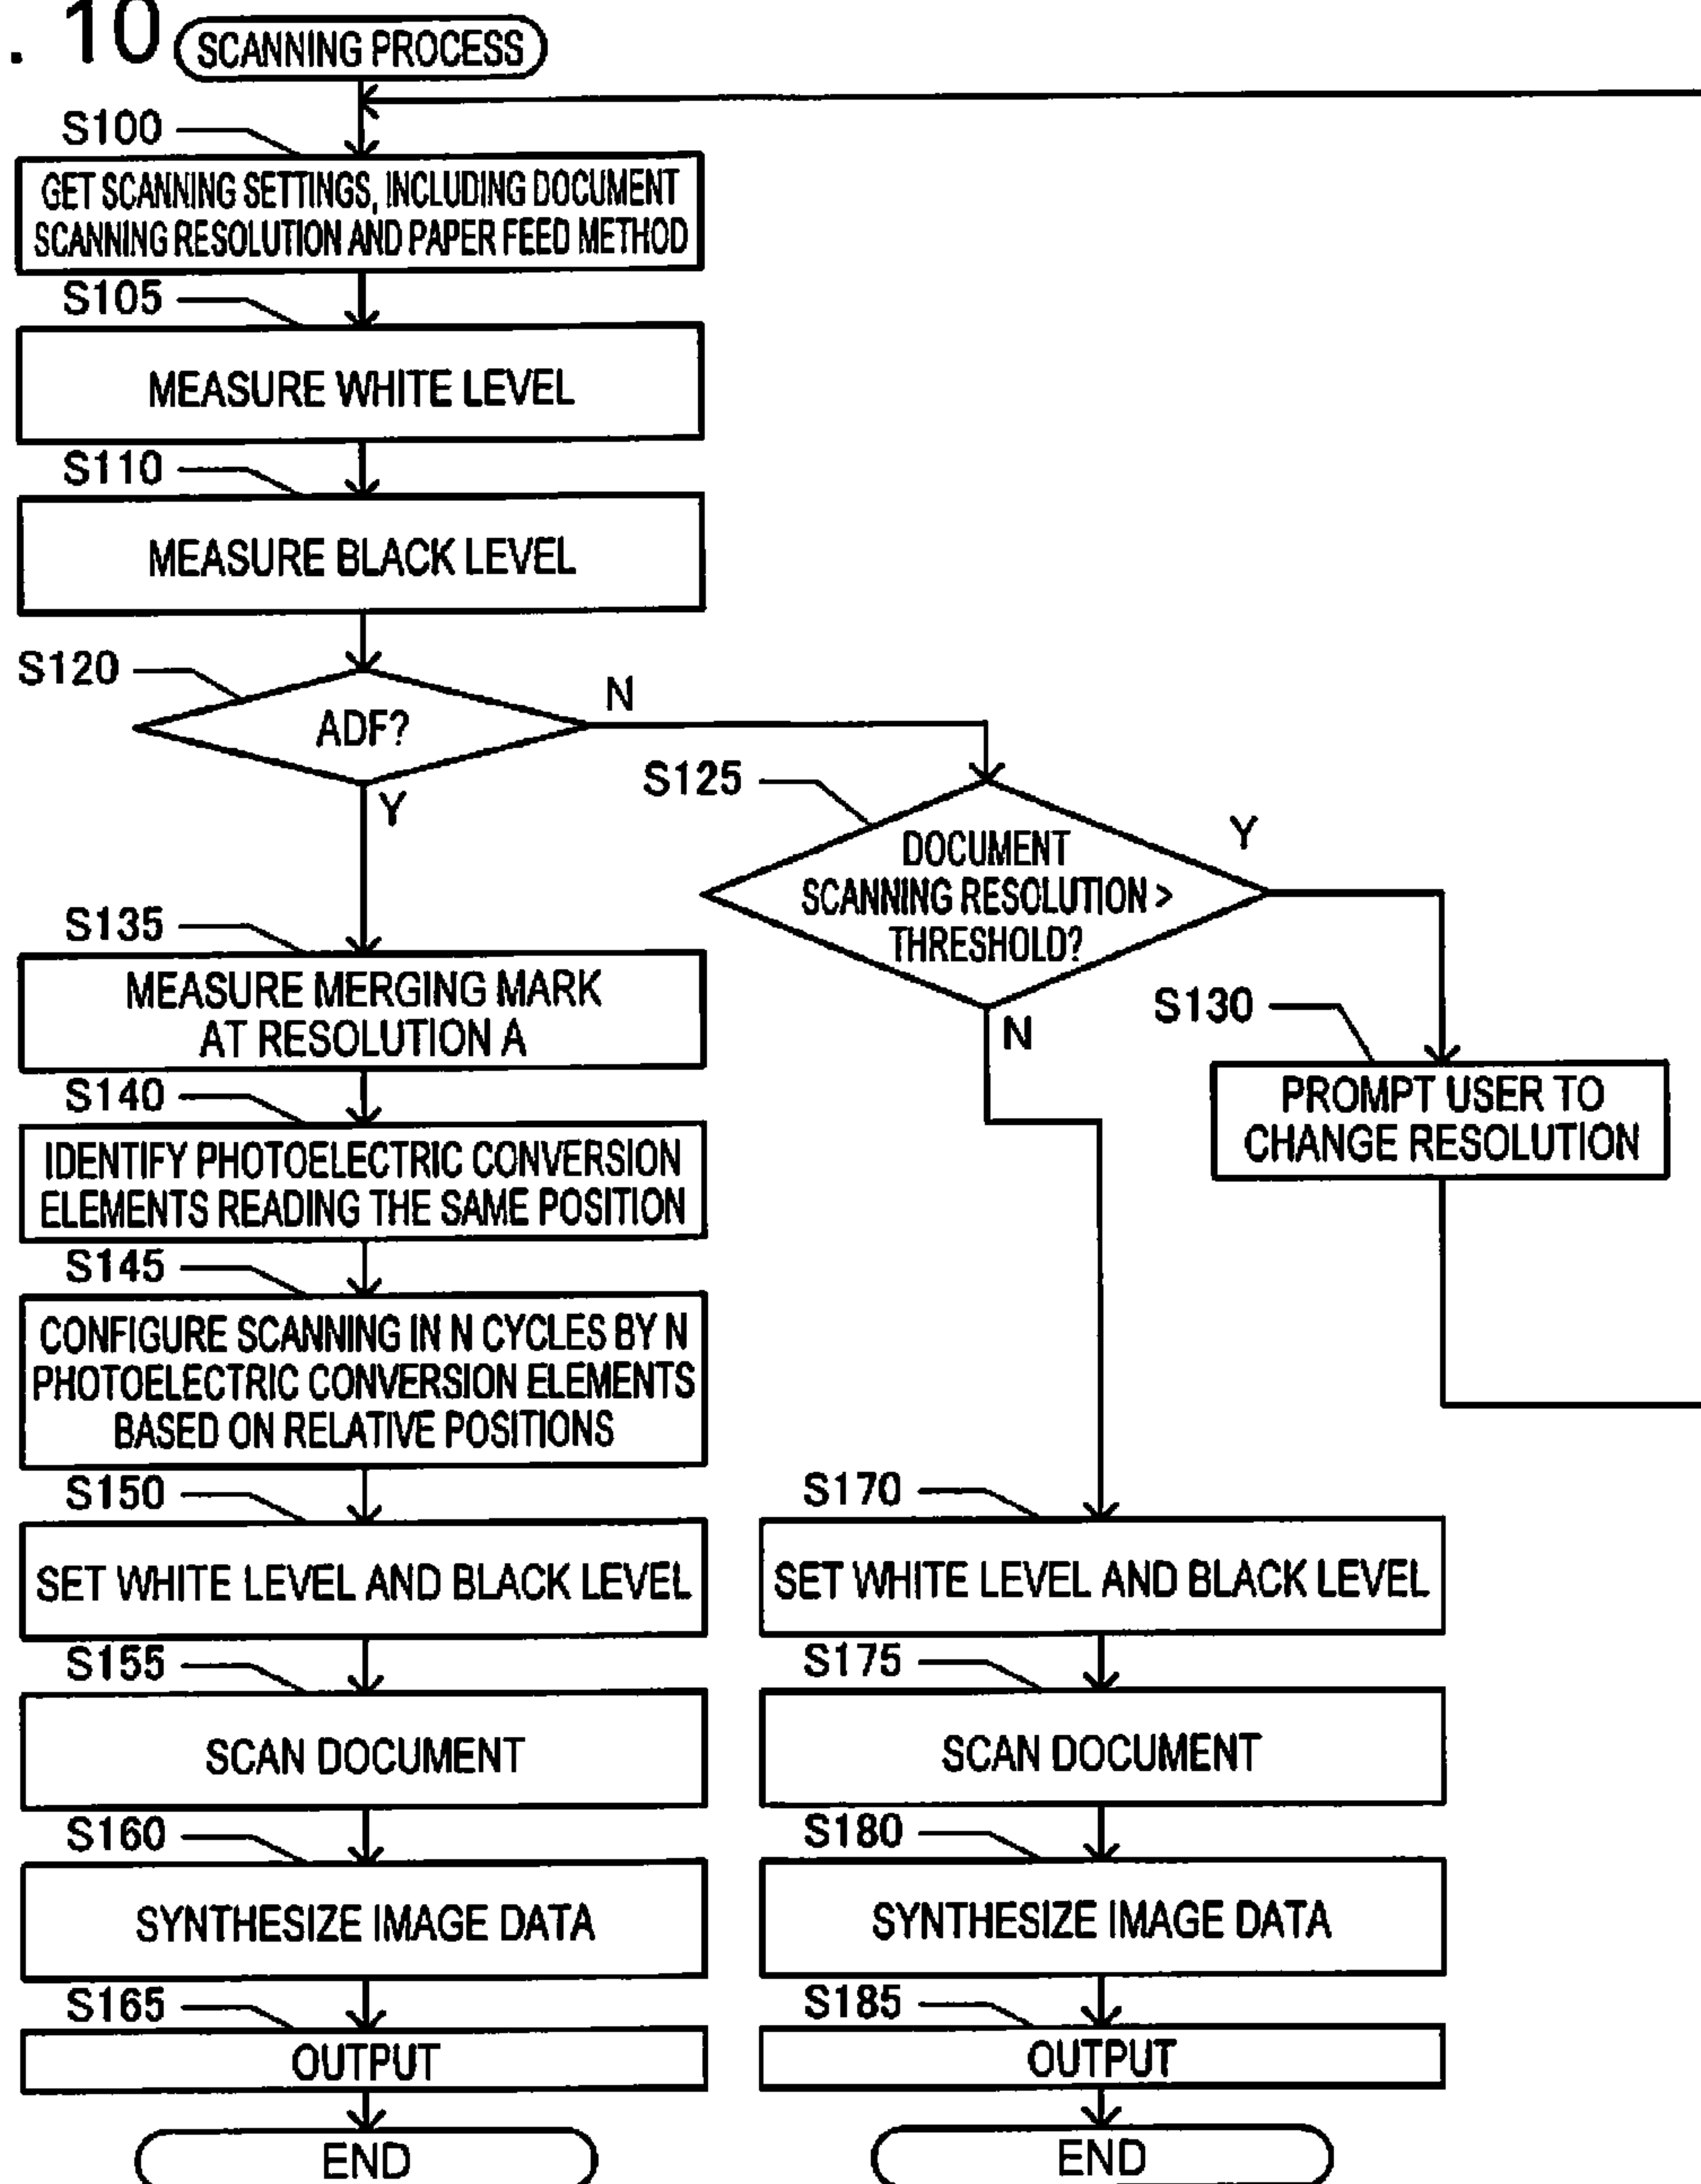 . 10
SCANNING PROCESS
S100
GET SCANNING SETTINGS, INCLUDING DOCUMENT
SCANNING RESOLUTION AND PAPER FEED METHOD
S105
MEASURE WHITE LEVEL
S110
MEASURE BLACK LEVEL
S120
ADF?
N
Y
S125
DOCUMENT
SCANNING RESOLUTION >
THRESHOLD?
Y
N
S130
PROMPT USER TO
CHANGE RESOLUTION
S135
MEASURE MERGING MARK
AT RESOLUTION A
S140
IDENTIFY PHOTOELECTRIC CONVERSION
ELEMENTS READING THE SAME POSITION
S145
CONFIGURE SCANNING IN N CYCLES BY N
PHOTOELECTRIC CONVERSION ELEMENTS
BASED ON RELATIVE POSITIONS
S150
SET WHITE LEVEL AND BLACK LEVEL
S155
SCAN DOCUMENT
S160
SYNTHESIZE IMAGE DATA
S165
OUTPUT
END
S170
SET WHITE LEVEL AND BLACK LEVEL
S175
SCAN DOCUMENT
S180
SYNTHESIZE IMAGE DATA
S185
OUTPUT
END